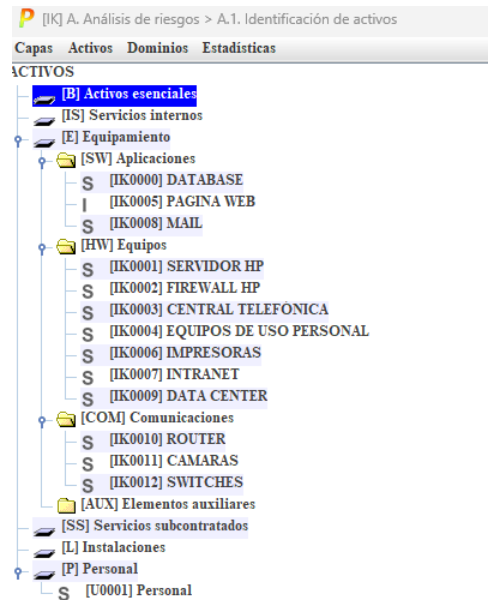 [IK] A. Análisis de riesgos > A.1. Identificación de activos
Capas Activos Dominios Estadísticas
ACTIVOS
[B] Activos esenciales
[IS] Servicios internos
[E] Equipamiento
[SW] Aplicaciones
S [IK0000] DATABASE
I [IK0005] PAGINA WEB
S [IK0008] MAIL
[HW] Equipos
S [IK0001] SERVIDOR HP
S [IK0002] FIREWALL HP
S [IK0003] CENTRAL TELEFÓNICA
S [IK0004] EQUIPOS DE USO PERSONAL
S [IK0006] IMPRESORAS
S [IK0007] INTRANET
S [IK0009] DATA CENTER
[COM] Comunicaciones
S [IK0010] ROUTER
S [IK0011] CAMARAS
S [IK0012] SWITCHES
[AUX] Elementos auxiliares
[SS] Servicios subcontratados
[L] Instalaciones
[P] Personal
S [U0001] Personal